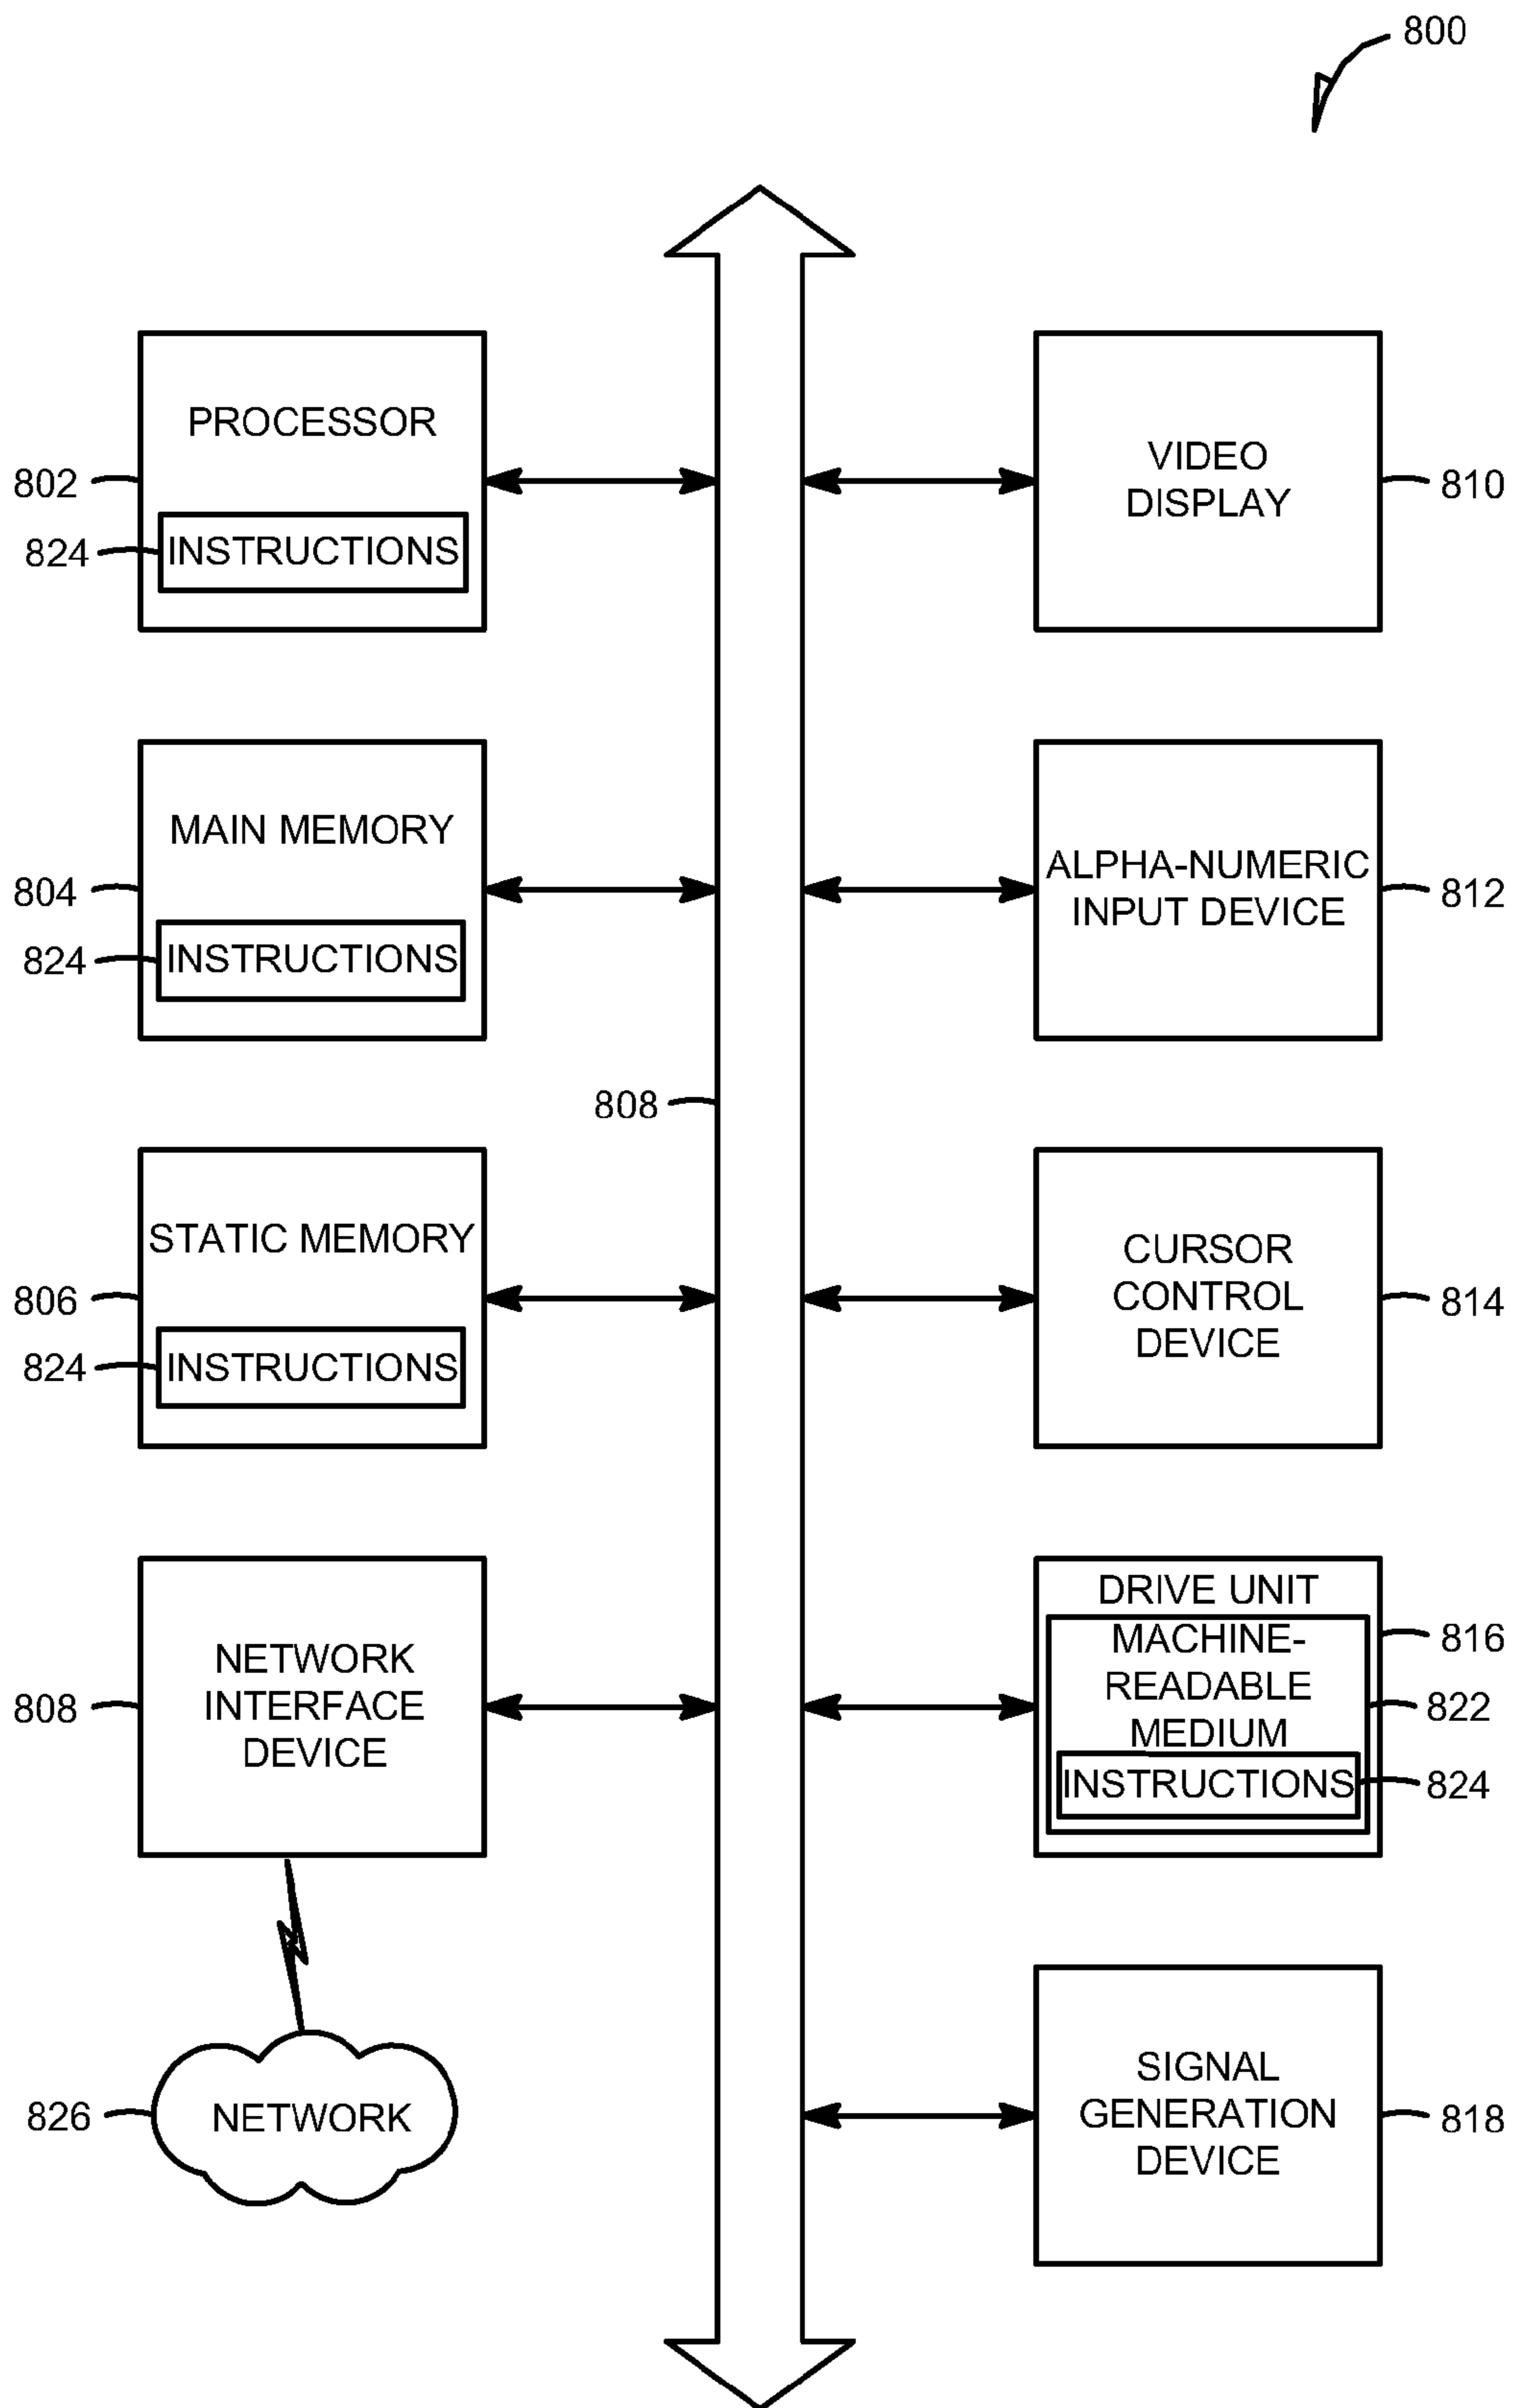 800
PROCESSOR
802
824
INSTRUCTIONS
VIDEO
DISPLAY
810
MAIN MEMORY
804
824
INSTRUCTIONS
ALPHA-NUMERIC
INPUT DEVICE
812
808
STATIC MEMORY
806
824
INSTRUCTIONS
CURSOR
CONTROL
DEVICE
814
NETWORK
INTERFACE
DEVICE
808
DRIVE UNIT
816
MACHINE-
READABLE
MEDIUM
822
INSTRUCTIONS
824
NETWORK
826
SIGNAL
GENERATION
DEVICE
818